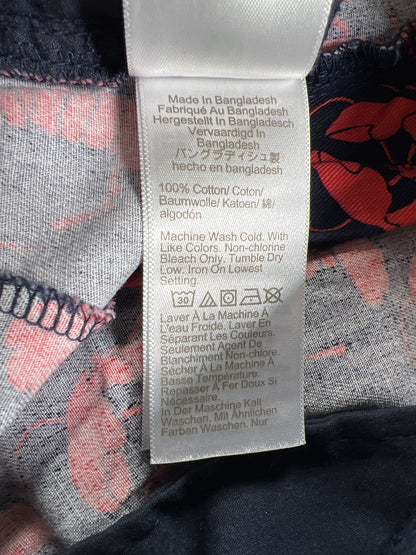 Made In Bangladesh
Fabriqué Au Bangladesh
Hergestellt In Bangladesch
Vervaardigd In
Bangladesh
バングラディシュ製
hecho en bangladesh
100% Cotton/ Coton/
Baumwolle/ Katoen/ 綿/
algodón
Machine Wash Cold. With
Like Colors. Non-chlorine
Bleach Only. Tumble Dry
Low. Iron On Lowest
Setting.
30
Laver À La Machine À
L'eau Froide. Laver En
Séparant Les Couleurs.
Seulement Agent De
Blanchiment Non-chlore.
Sécher À La Machine À
Basse Température.
Repasser À Fer Doux Si
Nécessaire.
In Der Maschine Kalt
Waschen. Mit Ähnlichen
Farben Waschen. Nur